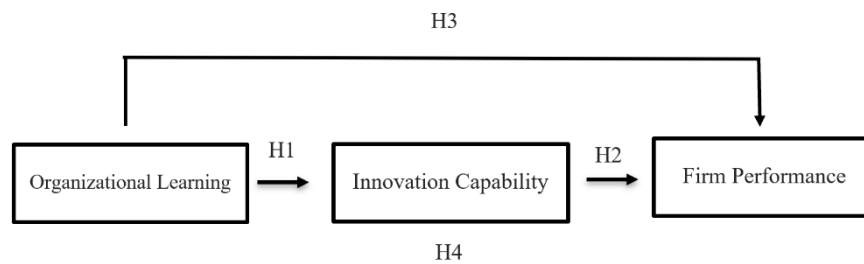 H3
H1
H2
Organizational Learning
Innovation Capability
Firm Performance
H4